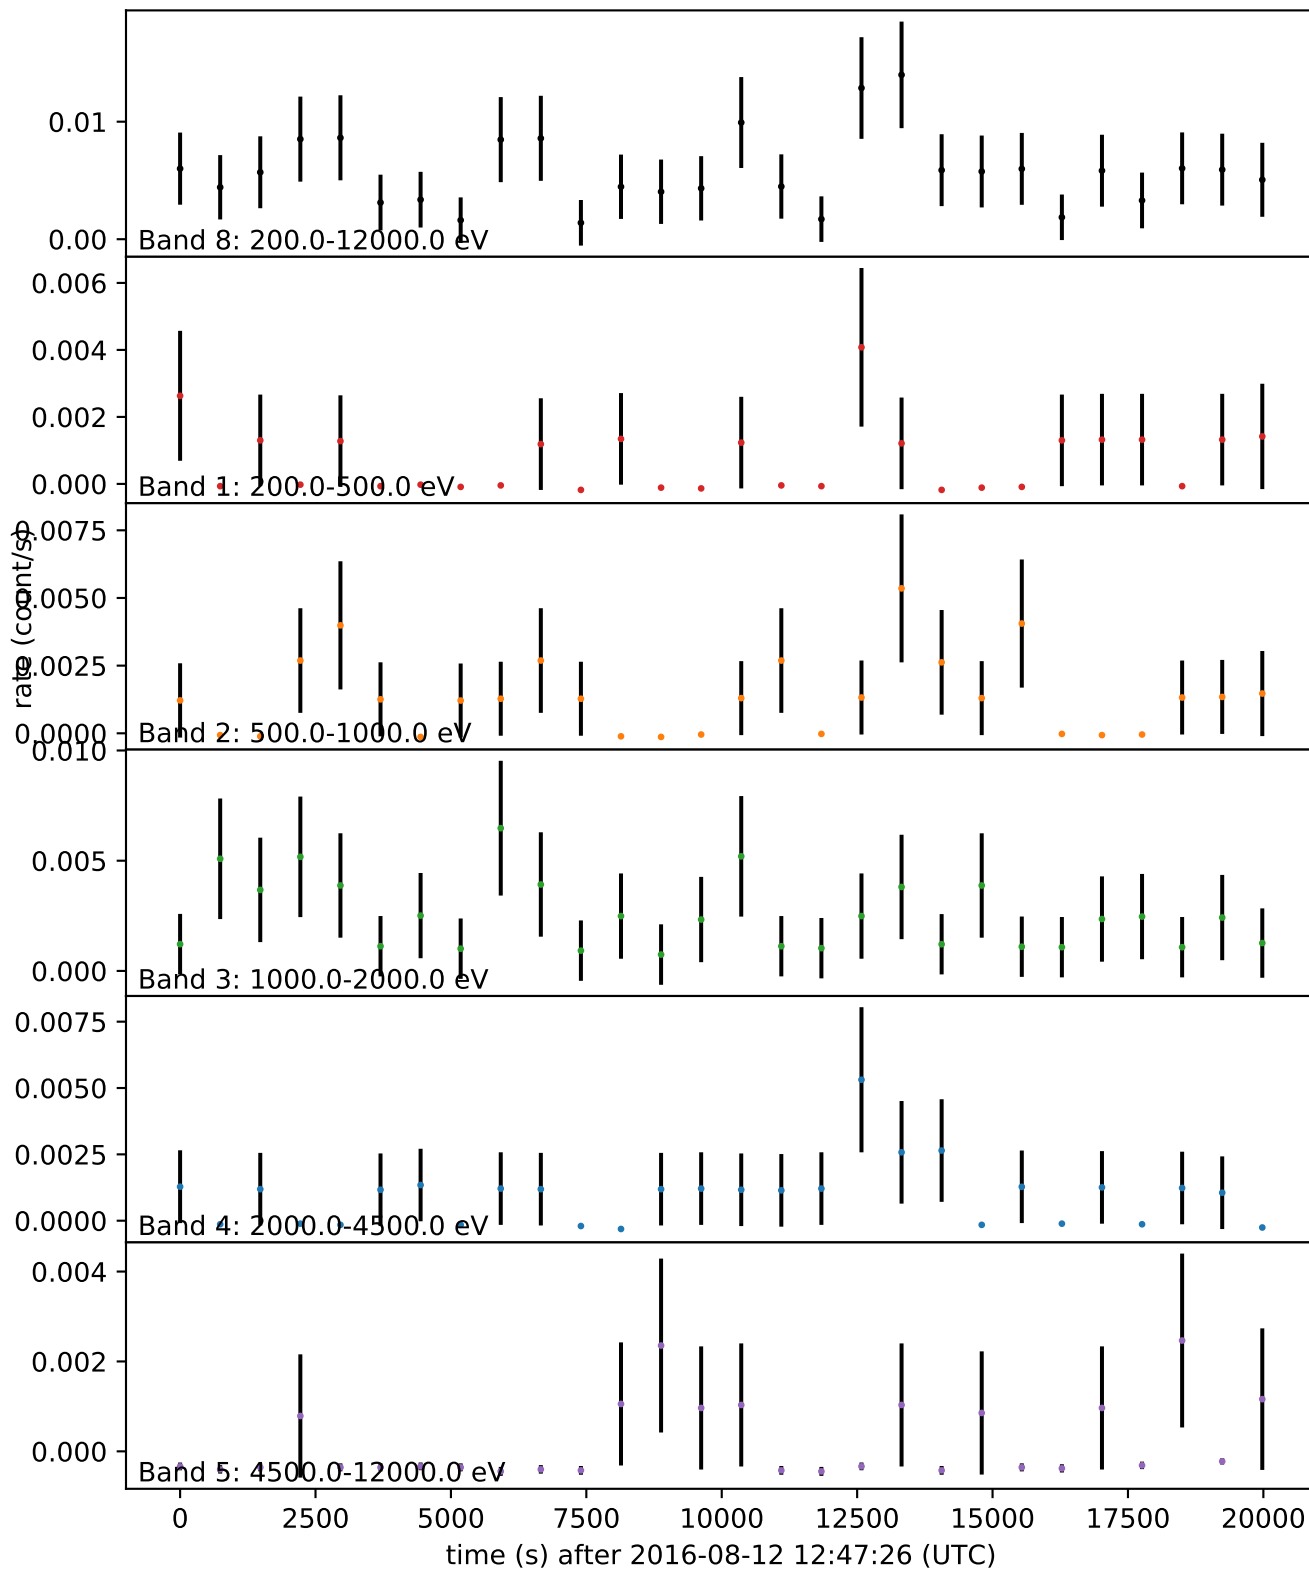 0.01
0.00
Band 8: 200.0-12000.0 eV
0.006
0.004
0.002
0.000
Band 1: 200.0-500.0 eV
rate (count/s)
0.0075
0.0050
0.0025
0.0000
Band 2: 500.0-1000.0 eV
0.010
0.005
0.000
Band 3: 1000.0-2000.0 eV
0.0075
0.0050
0.0025
0.0000
Band 4: 2000.0-4500.0 eV
0.004
0.002
0.000
Band 5: 4500.0-12000.0 eV
0 2500 5000 7500 10000 12500 15000 17500 20000
time (s) after 2016-08-12 12:47:26 (UTC)